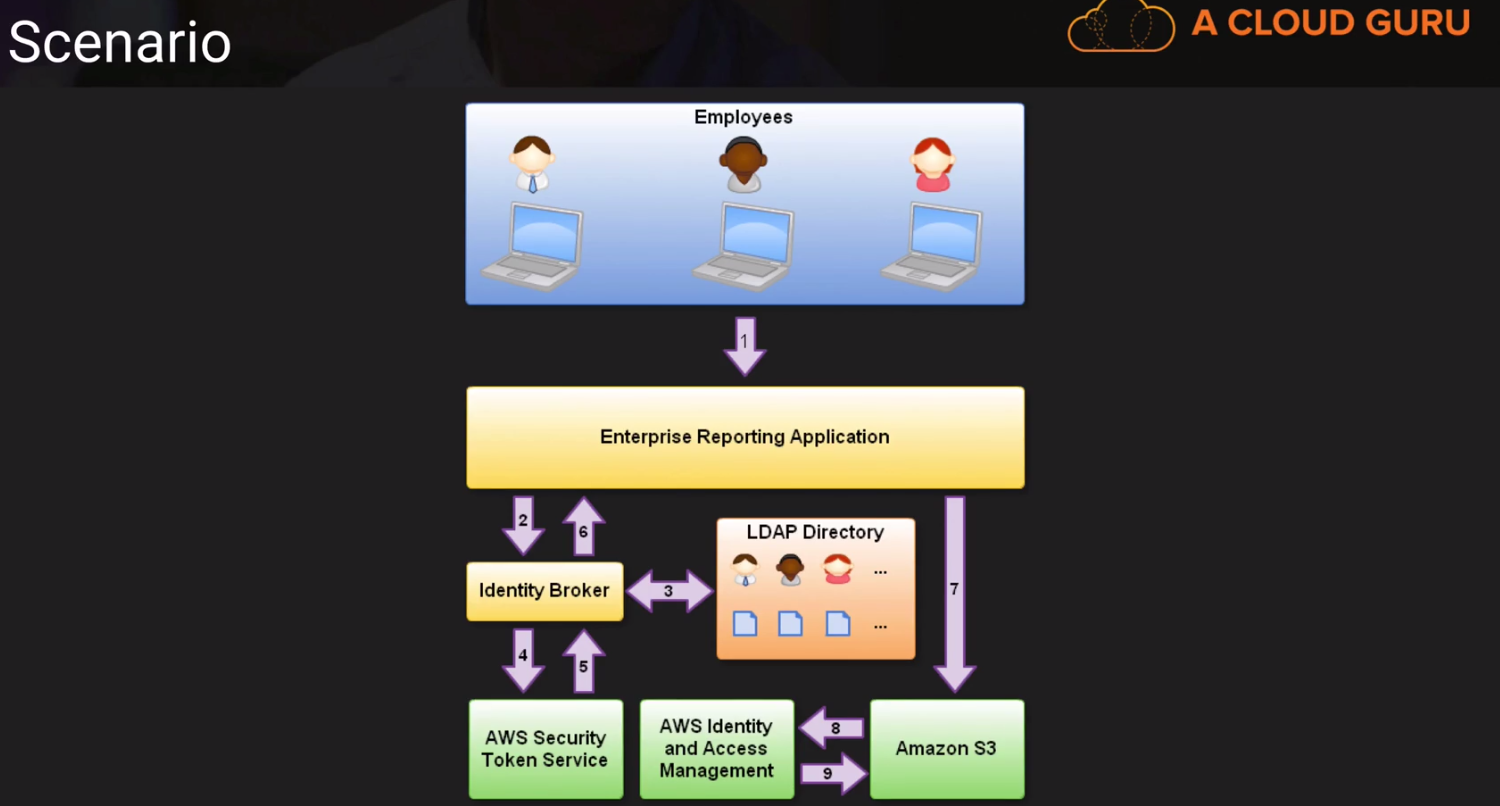 Scenario
A CLOUD GURU
Employees
1
Enterprise Reporting Application
2
6
LDAP Directory
...
Identity Broker
3
7
...
4
5
AWS Security
Token Service
AWS Identity
and Access
Management
8
9
Amazon S3